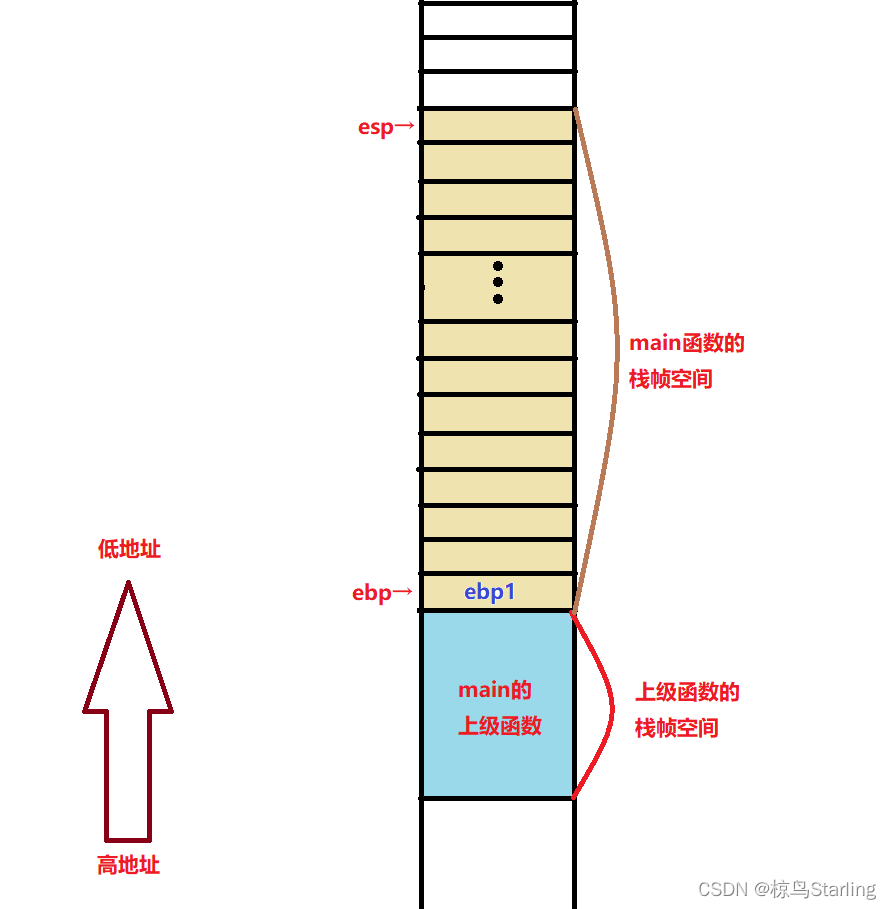 esp→
main函数的
栈帧空间
低地址
ebp→
ebp1
main的
上级函数
上级函数的
栈帧空间
高地址
CSDN @椋鸟Starling